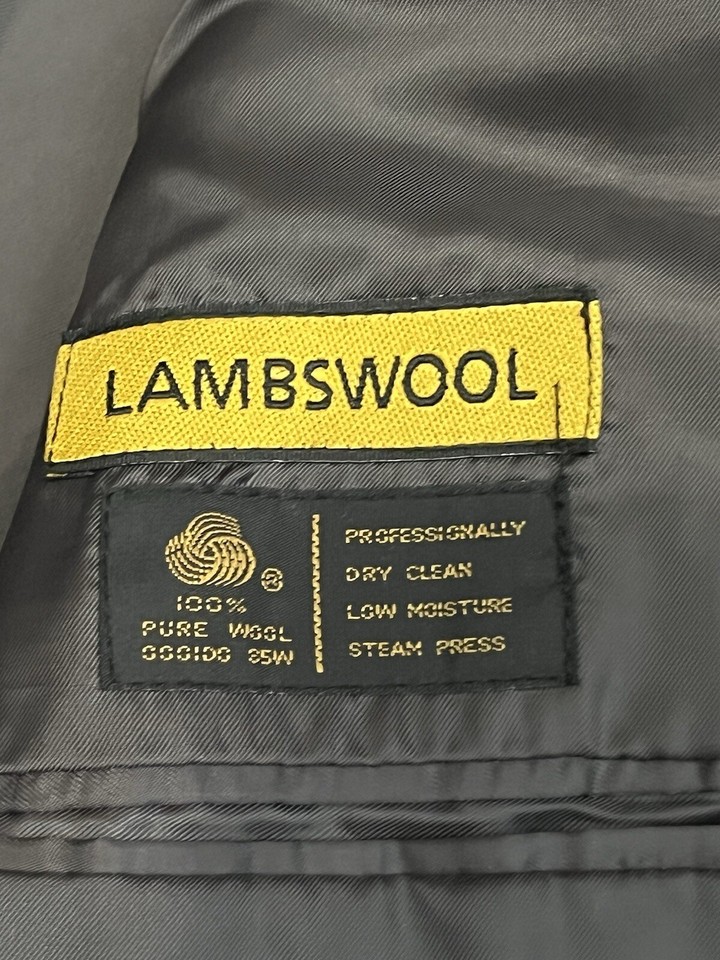 LAMBSWOOL
®
100%
PURE WOOL
PROFESSIONALLY
DRY CLEAN
LOW MOISTURE
STEAM PRESS